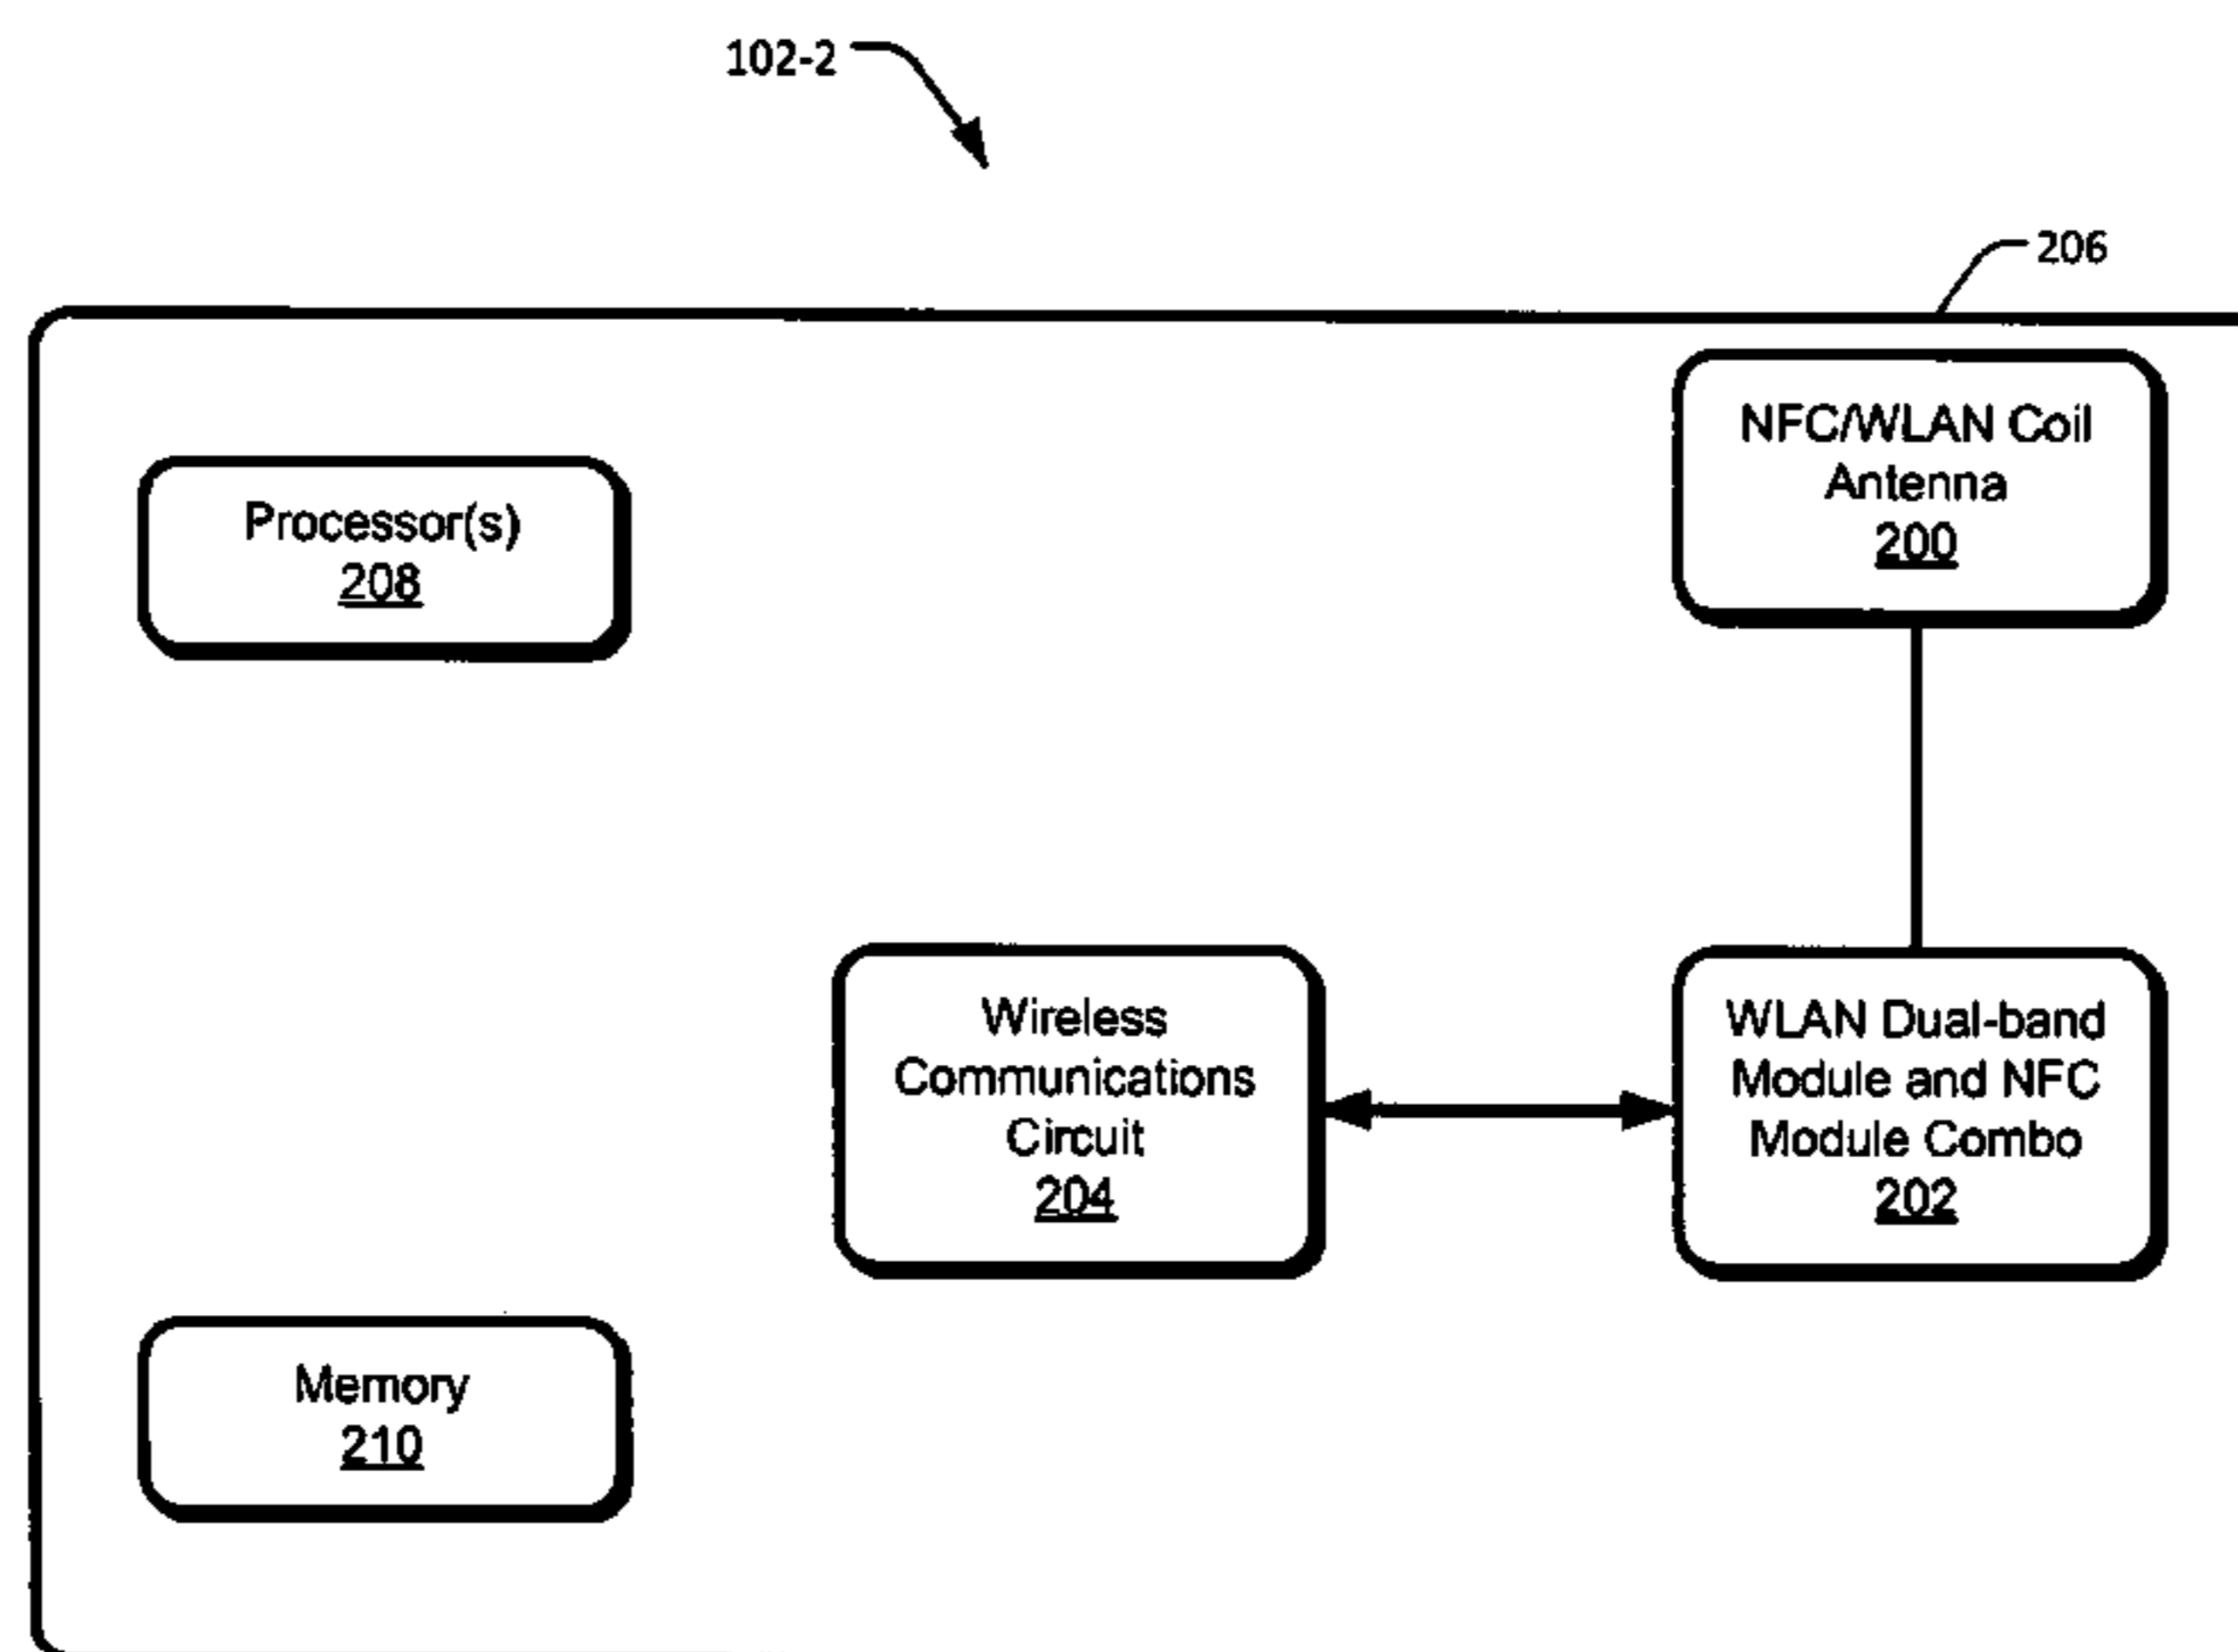 102-2
206
NFC/WLAN Coil
Antenna
200
Processor(s)
208
Wireless
Communications
Circuit
204
WLAN Dual-band
Module and NFC
Module Combo
202
Memory
210